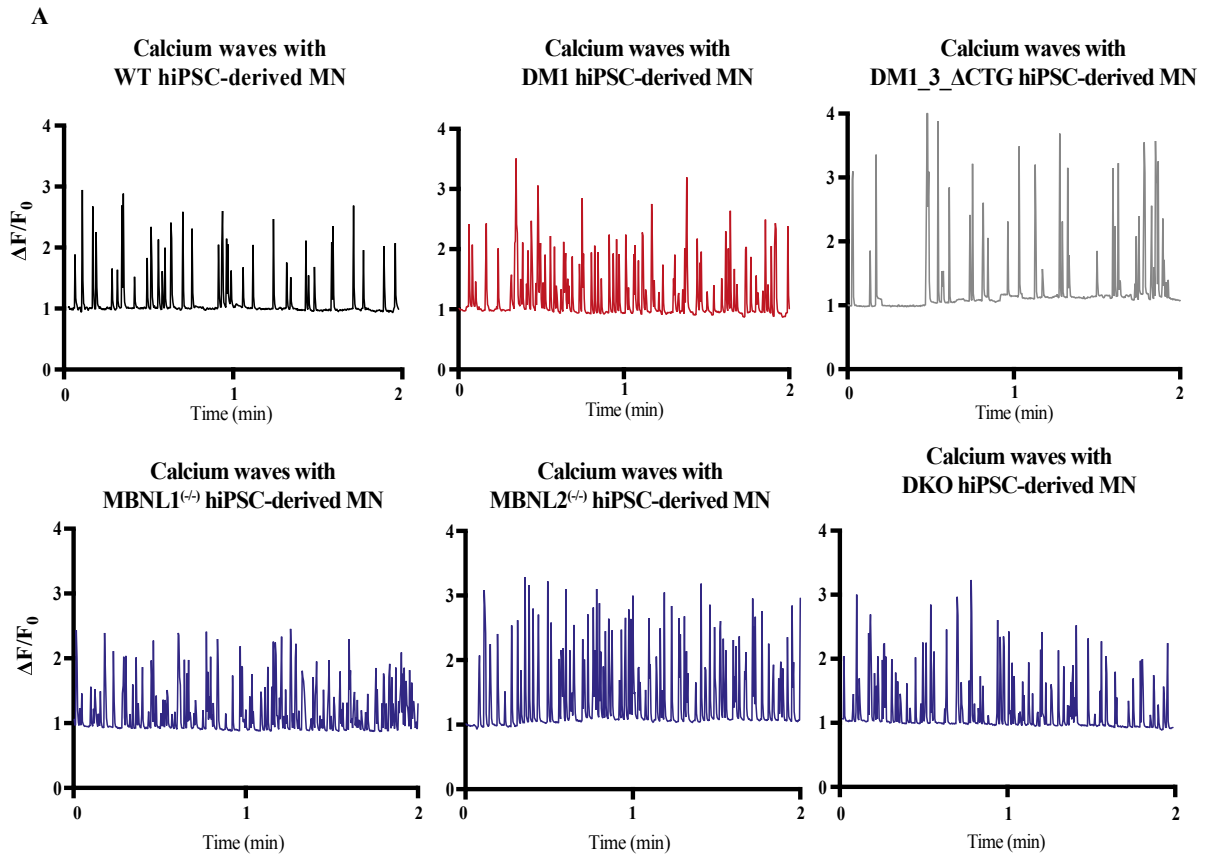 A
Calcium waves with
WT hiPSC-derived MN
Calcium waves with
DM1 hiPSC-derived MN
Calcium waves with
DM1_3_ΔCTG hiPSC-derived MN
ΔF/F0
4
3
2
1
0
0
1
2
Time (min)
4
3
2
1
0
0
1
2
Time (min)
4
3
2
1
0
0
1
2
Time (min)
Calcium waves with
MBNL1(-/-) hiPSC-derived MN
Calcium waves with
MBNL2(-/-) hiPSC-derived MN
Calcium waves with
DKO hiPSC-derived MN
ΔF/F0
4
3
2
1
0
0
1
2
Time (min)
4
3
2
1
0
0
1
2
Time (min)
4
3
2
1
0
0
1
2
Time (min)